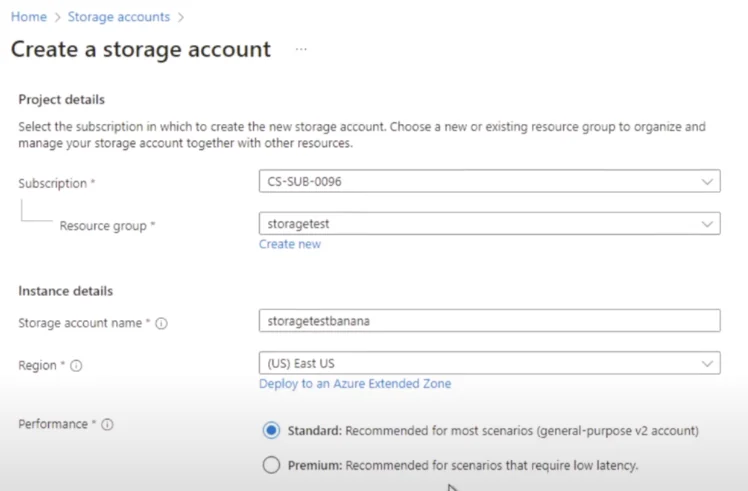 Home > Storage accounts >
Create a storage account ...
Project details
Select the subscription in which to create the new storage account. Choose a new or existing resource group to organize and
manage your storage account together with other resources.
Subscription * CS-SUB-0096
Resource group * storagetest
Create new
Instance details
Storage account name * storagetestbanana
Region * (US) East US
Deploy to an Azure Extended Zone
Performance * Standard: Recommended for most scenarios (general-purpose v2 account)
Premium: Recommended for scenarios that require low latency.